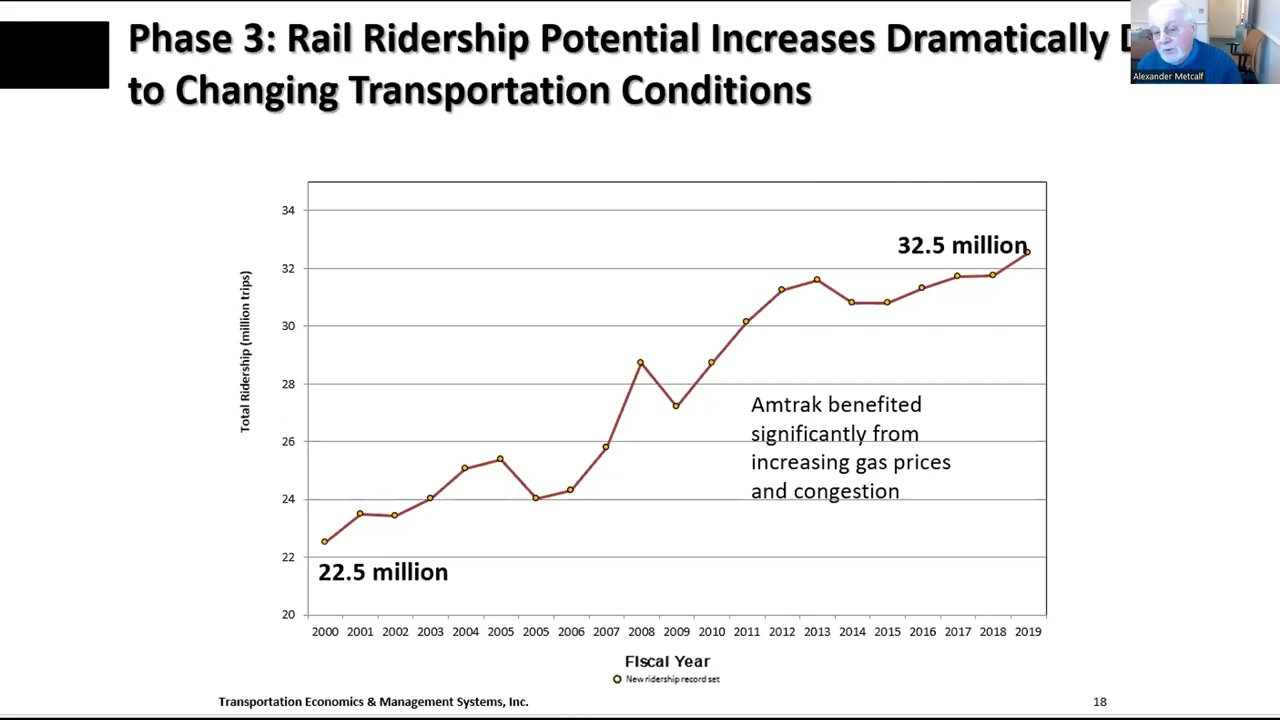 Phase 3: Rail Ridership Potential Increases Dramatically
to Changing Transportation Conditions
Alexander Metcalf
34
32.5 million
32
30
28
26
24
22
20
Total Ridership (million trips)
Amtrak benefited
significantly from
increasing gas prices
and congestion
22.5 million
2000 2001 2002 2003 2004 2005 2005 2006 2007 2008 2009 2010 2011 2012 2013 2014 2015 2016 2017 2018 2019
Fiscal Year
New ridership record set
Transportation Economics & Management Systems, Inc.
18